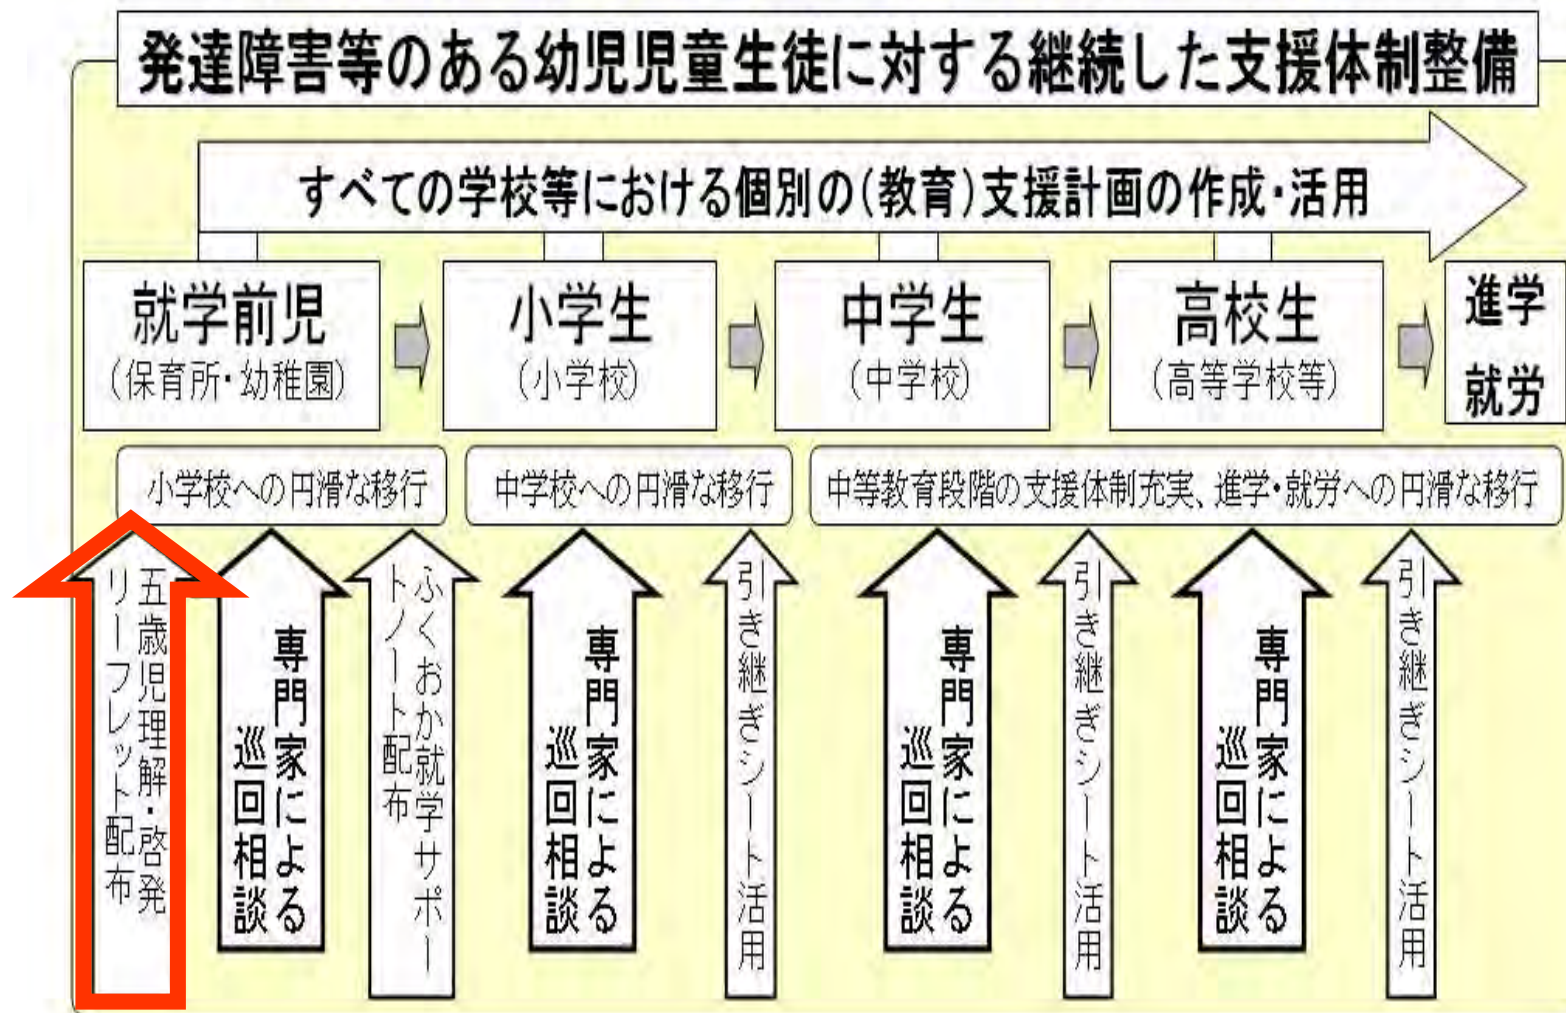 発達障害等のある幼児児童生徒に対する継続した支援体制整備
すべての学校等における個別の(教育)支援計画の作成・活用
就学前児
(保育所・幼稚園)
小学生
(小学校)
中学生
(中学校)
高校生
(高等学校等)
進学
就労
小学校への円滑な移行
中学校への円滑な移行
中等教育段階の支援体制充実、進学・就労への円滑な移行
五歳児理解・啓発
リーフレット配布
専門家による
巡回相談
ふくおか就学サポー
トノート配布
専門家による
巡回相談
引き継ぎシート活用
専門家による
巡回相談
引き継ぎシート活用
専門家による
巡回相談
引き継ぎシート活用